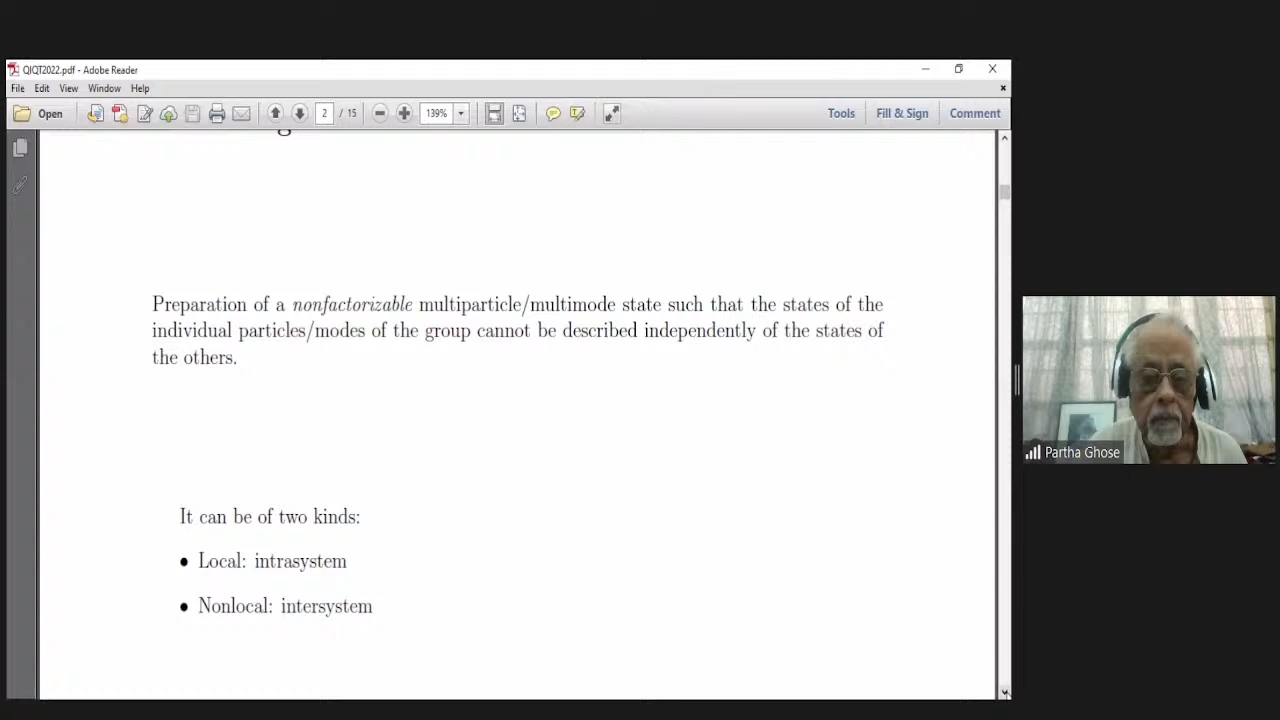 QIQT2022.pdf - Adobe Reader
File Edit View Window Help
Open 2 / 15 139% Tools Fill & Sign Comment
Preparation of a nonfactorizable multiparticle/multimode state such that the states of the
individual particles/modes of the group cannot be described independently of the states of
the others.
It can be of two kinds:
• Local: intrasystem
• Nonlocal: intersystem
Partha Ghose